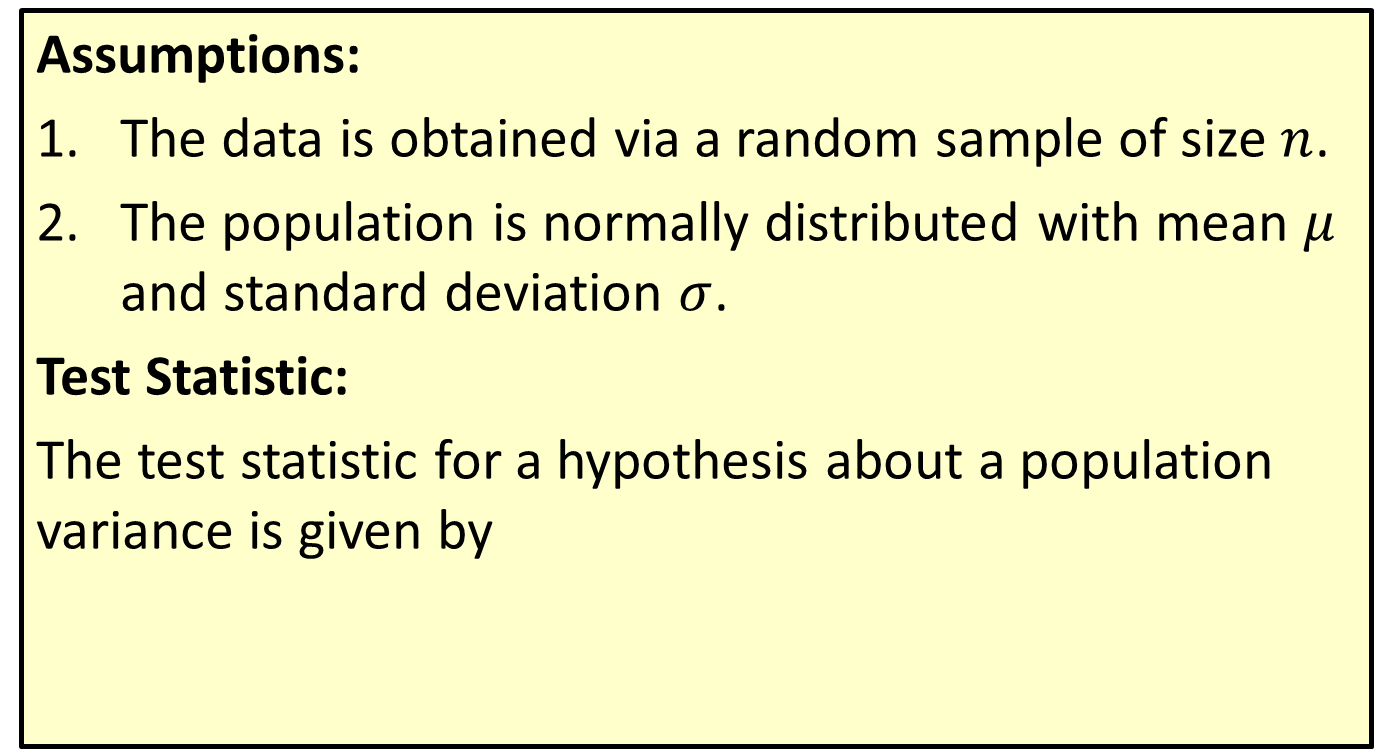 Assumptions:
1. The data is obtained via a random sample of size n.
2. The population is normally distributed with mean μ
and standard deviation σ.
Test Statistic:
The test statistic for a hypothesis about a population
variance is given by